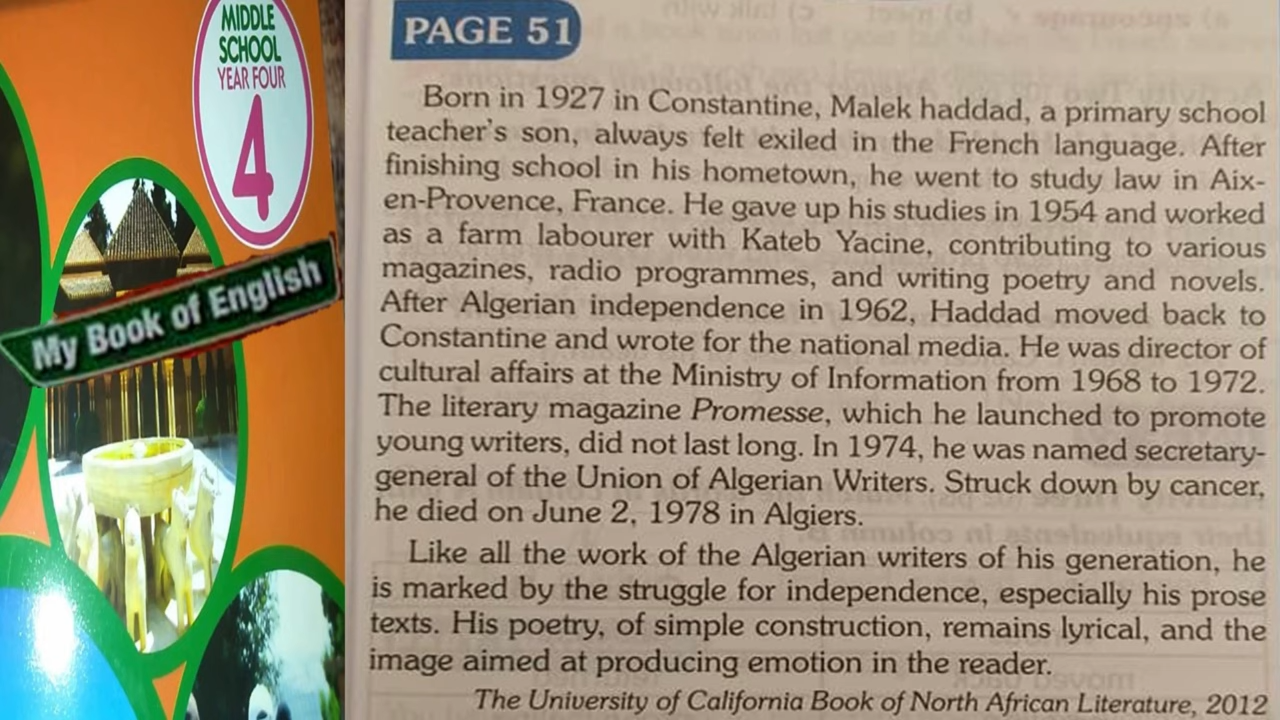 MIDDLE
SCHOOL
YEAR FOUR
4
My Book of English
PAGE 51
Born in 1927 in Constantine, Malek haddad, a primary school
teacher's son, always felt exiled in the French language. After
finishing school in his hometown, he went to study law in Aix-
en-Provence, France. He gave up his studies in 1954 and worked
as a farm labourer with Kateb Yacine, contributing to various
magazines, radio programmes, and writing poetry and novels.
After Algerian independence in 1962, Haddad moved back to
Constantine and wrote for the national media. He was director of
cultural affairs at the Ministry of Information from 1968 to 1972.
The literary magazine Promesse, which he launched to promote
young writers, did not last long. In 1974, he was named secretary-
general of the Union of Algerian Writers. Struck down by cancer,
he died on June 2, 1978 in Algiers.
Like all the work of the Algerian writers of his generation, he
is marked by the struggle for independence, especially his prose
texts. His poetry, of simple construction, remains lyrical, and the
image aimed at producing emotion in the reader.
The University of California Book of North African Literature, 2012